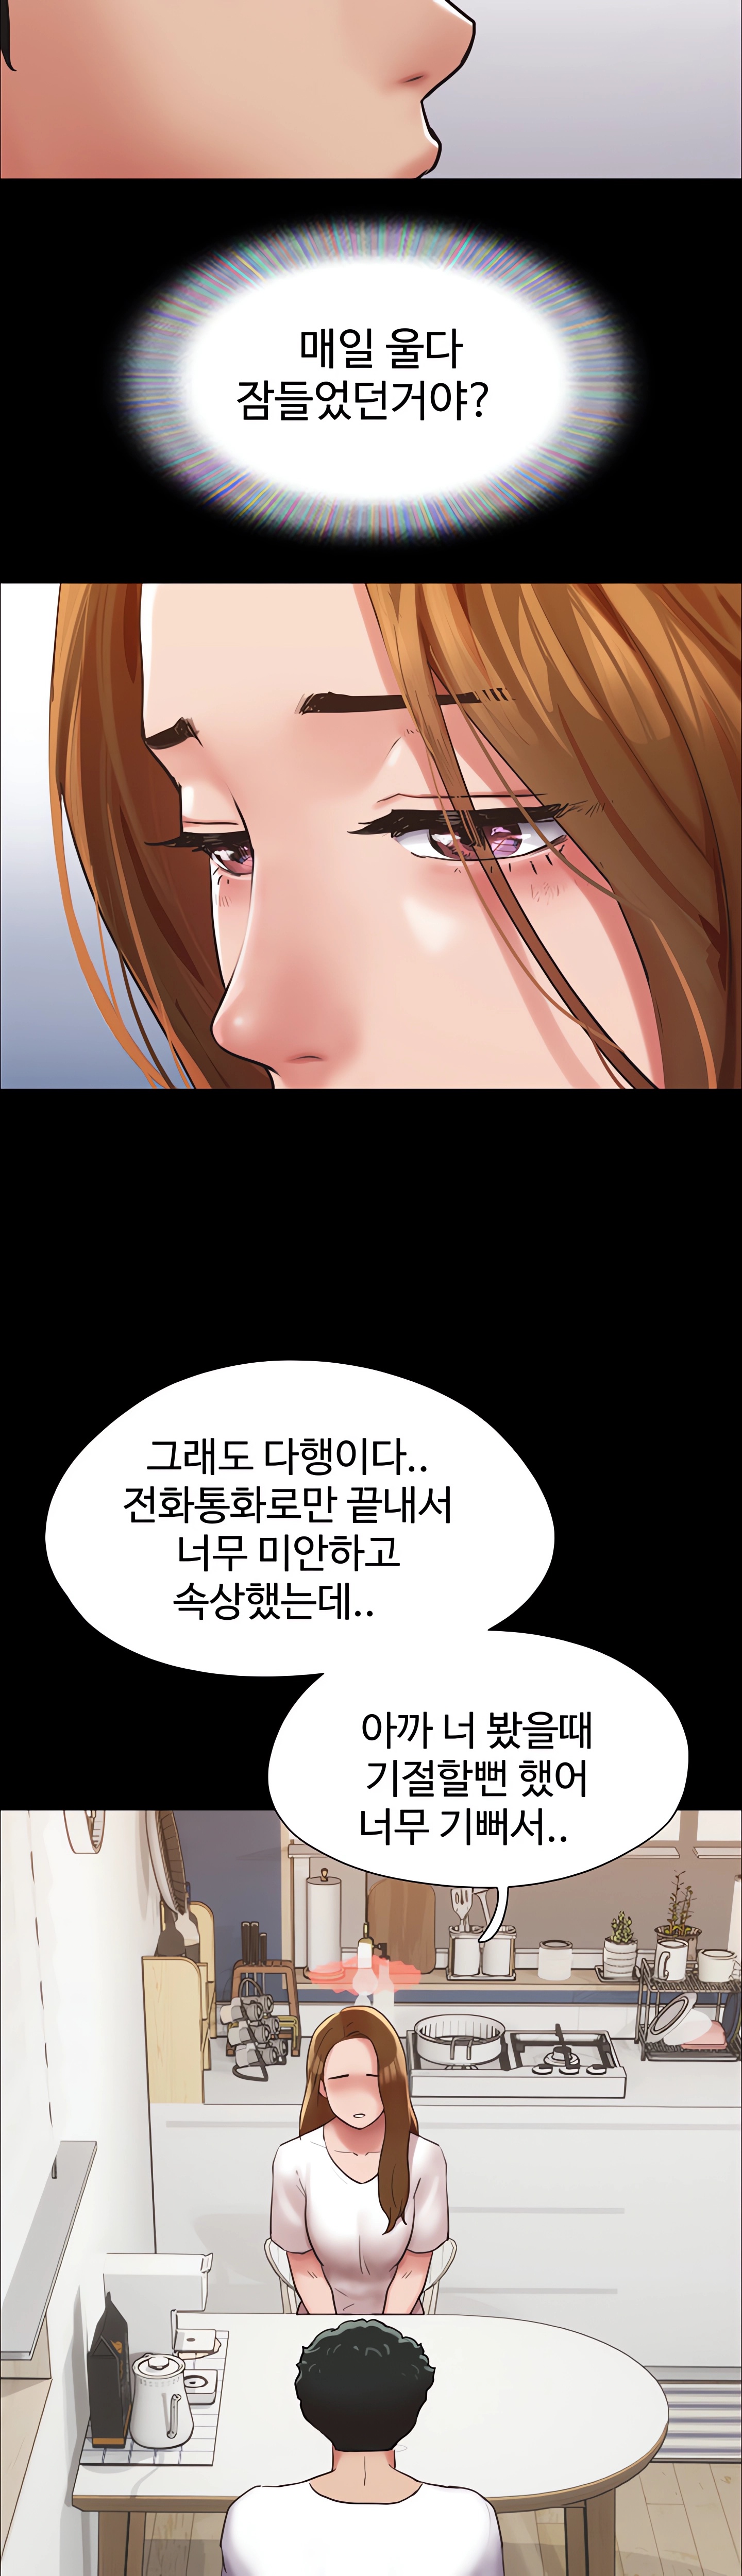 매일 울다
잠들었던거야?
그래도 다행이다..
전화통화로만 끝내서
너무 미안하고
속상했는데..
아까 너 봤을때
기절할뻔 했어
너무 기뻐서..